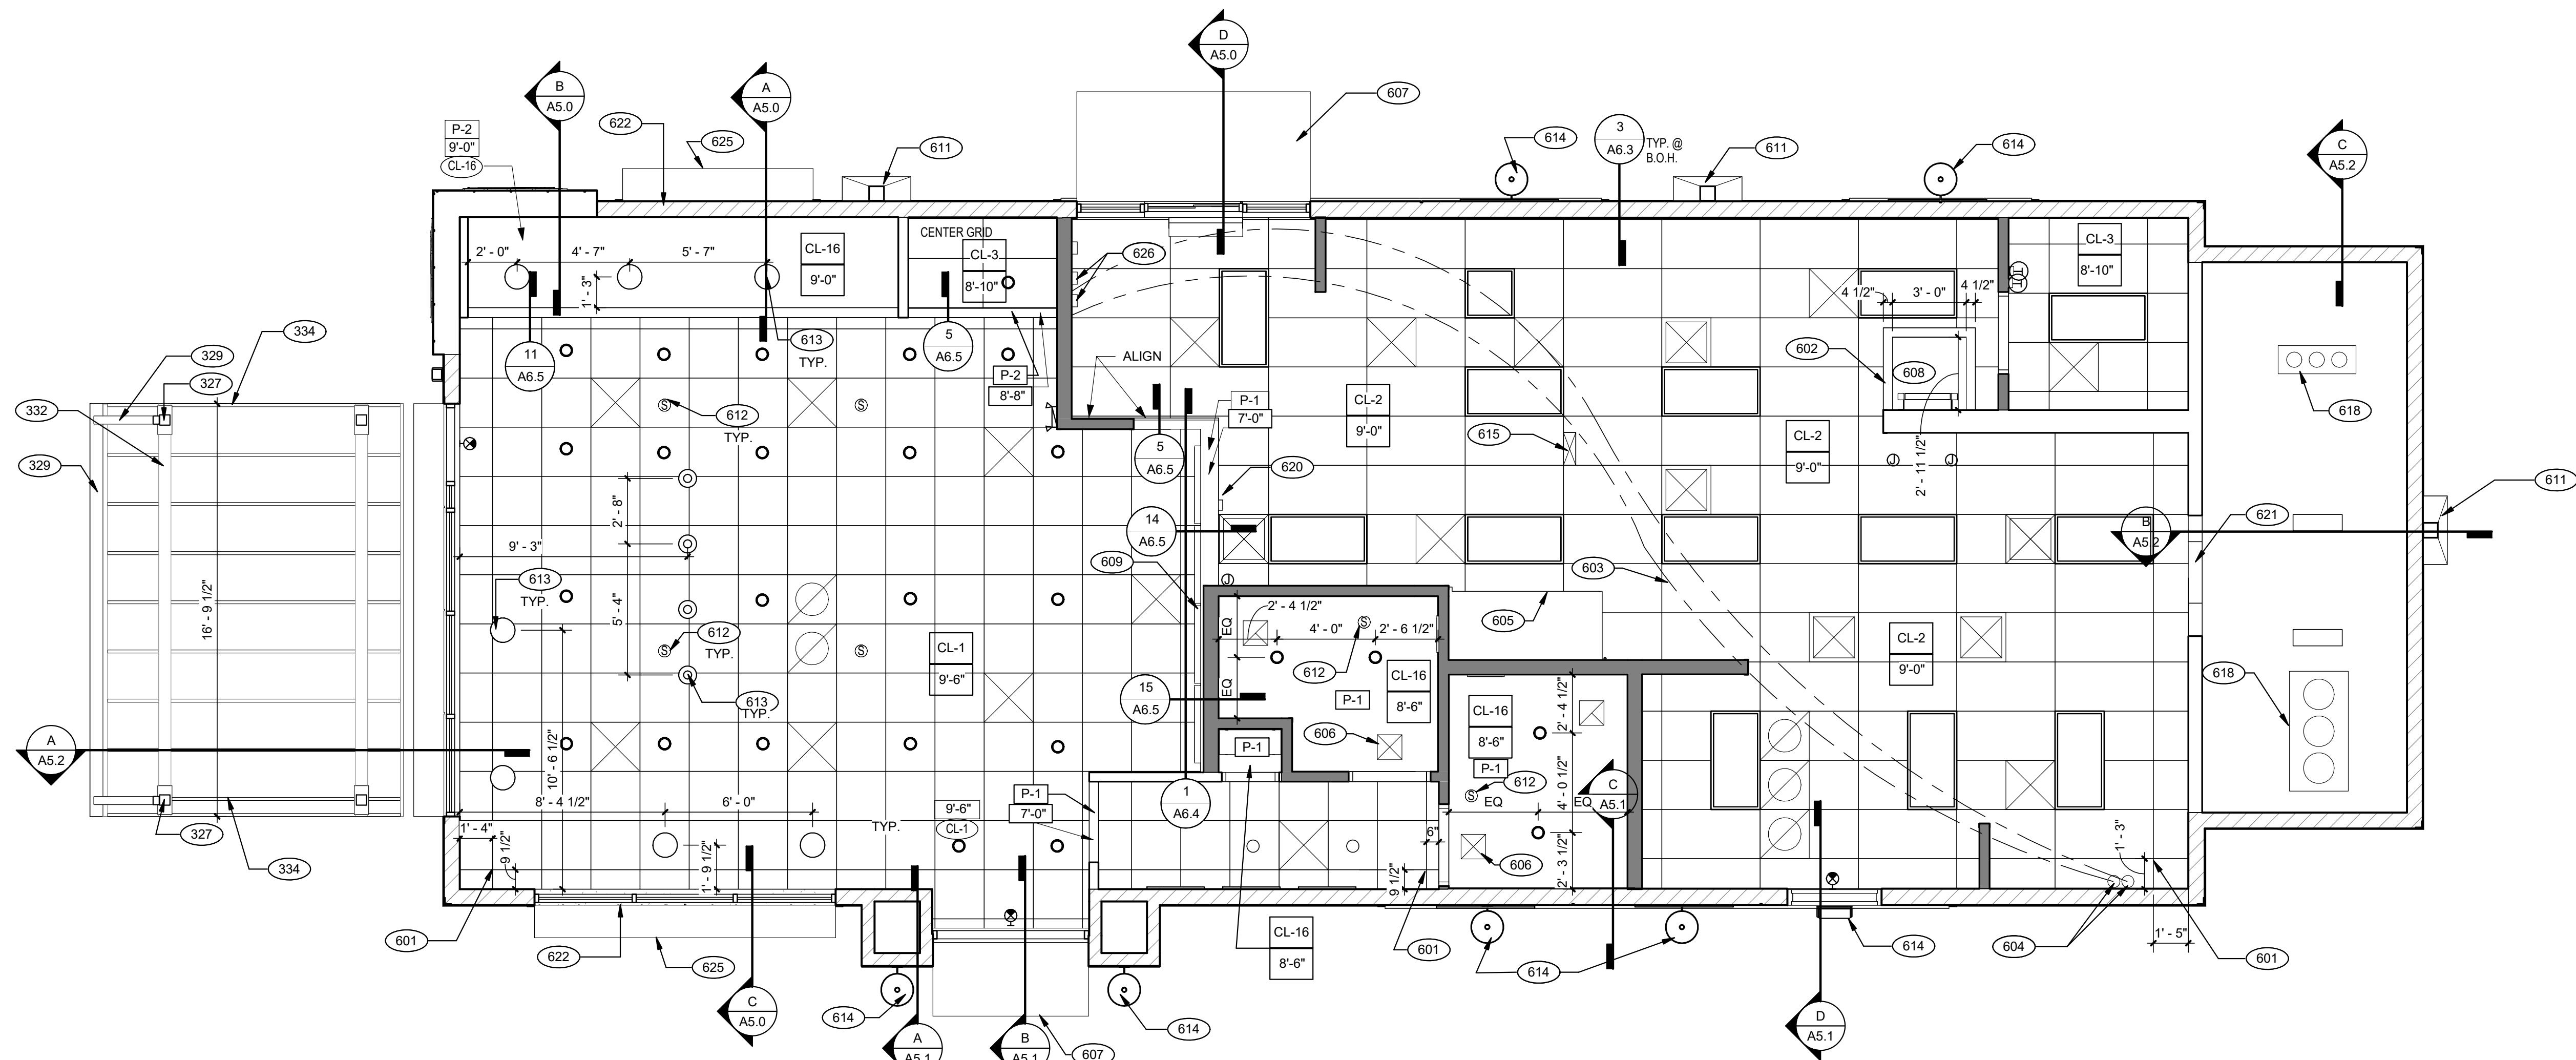 D
A5.0
B
A5.0
A
A5.0
607
622
625
611
614
3
A6.3
TYP. @
B.O.H.
611
614
C
A5.2
P-2
9'-0"
CL-16
CENTER GRID
CL-3
8'-10"
2' - 0"
4' - 7"
5' - 7"
CL-16
9'-0"
1' - 3"
626
CL-3
8'-10"
4 1/2"
3' - 0"
4 1/2"
334
329
327
332
329
11
A6.5
613
TYP.
5
A6.5
P-2
8'-8"
ALIGN
602
608
618
612
TYP.
P-1
7'-0"
CL-2
9'-0"
615
CL-2
9'-0"
2' - 11 1/2"
J
J
S
S
5
A6.5
620
611
2' - 8"
9' - 3"
14
A6.5
621
B
A5.2
609
J
603
613
TYP.
16' - 9 1/2"
5' - 4"
612
TYP.
S
S
CL-1
9'-6"
EQ
2' - 4 1/2"
4' - 0"
2' - 6 1/2"
S
612
605
CL-2
9'-0"
EQ
P-1
CL-16
8'-6"
15
A6.5
613
TYP.
618
606
CL-16
8'-6"
P-1
2' - 4 1/2"
P-1
612
S
A
A5.2
10' - 6 1/2"
8' - 4 1/2"
6' - 0"
TYP.
9'-6"
CL-1
P-1
7'-0"
1
A6.4
EQ
4' - 0 1/2"
EQ
C
A5.1
327
334
1' - 4"
9 1/2"
1' - 9 1/2"
6"
9 1/2"
606
2' - 3 1/2"
1' - 3"
601
622
625
CL-16
8'-6"
601
614
614
604
1' - 5"
601
C
A5.0
614
A
A5.1
B
A5.1
607
614
D
A5.1